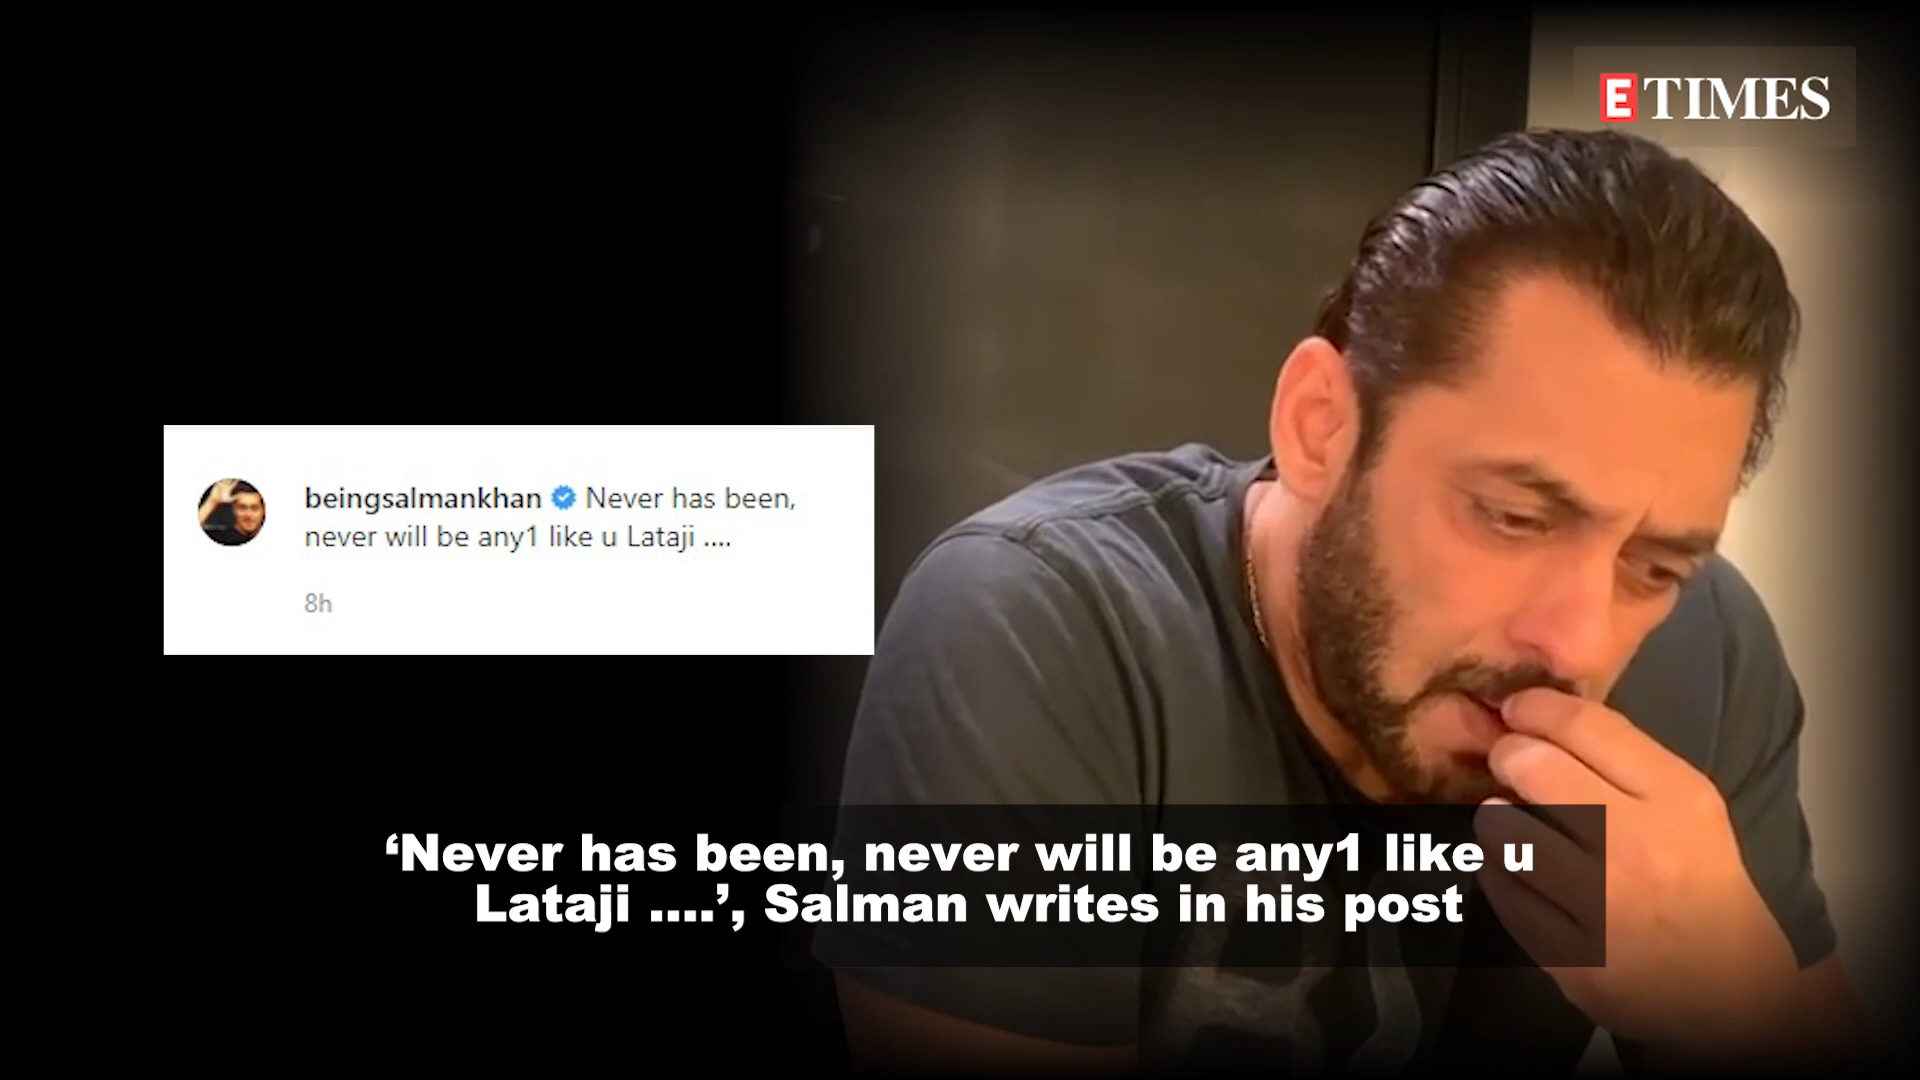 E TIMES
beingsalmankhan Never has been,
never will be any1 like u Lataji ....
8h
‘Never has been, never will be any1 like u
Lataji ....’, Salman writes in his post